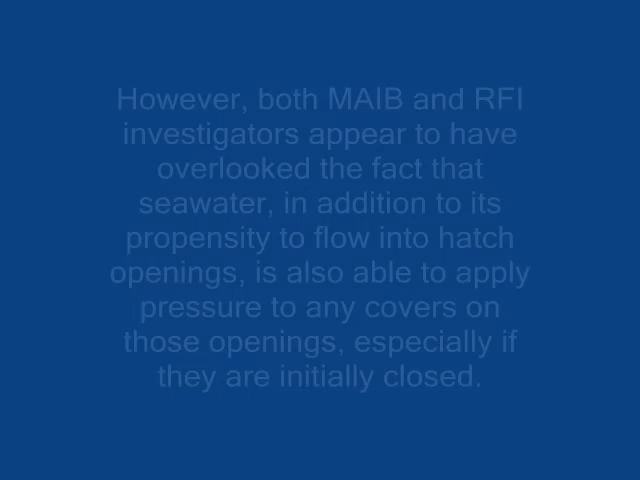 However, both MAIB and RFI
investigators appear to have
overlooked the fact that
seawater, in addition to its
propensity to flow into hatch
openings, is also able to apply
pressure to any covers on
those openings, especially if
they are initially closed.